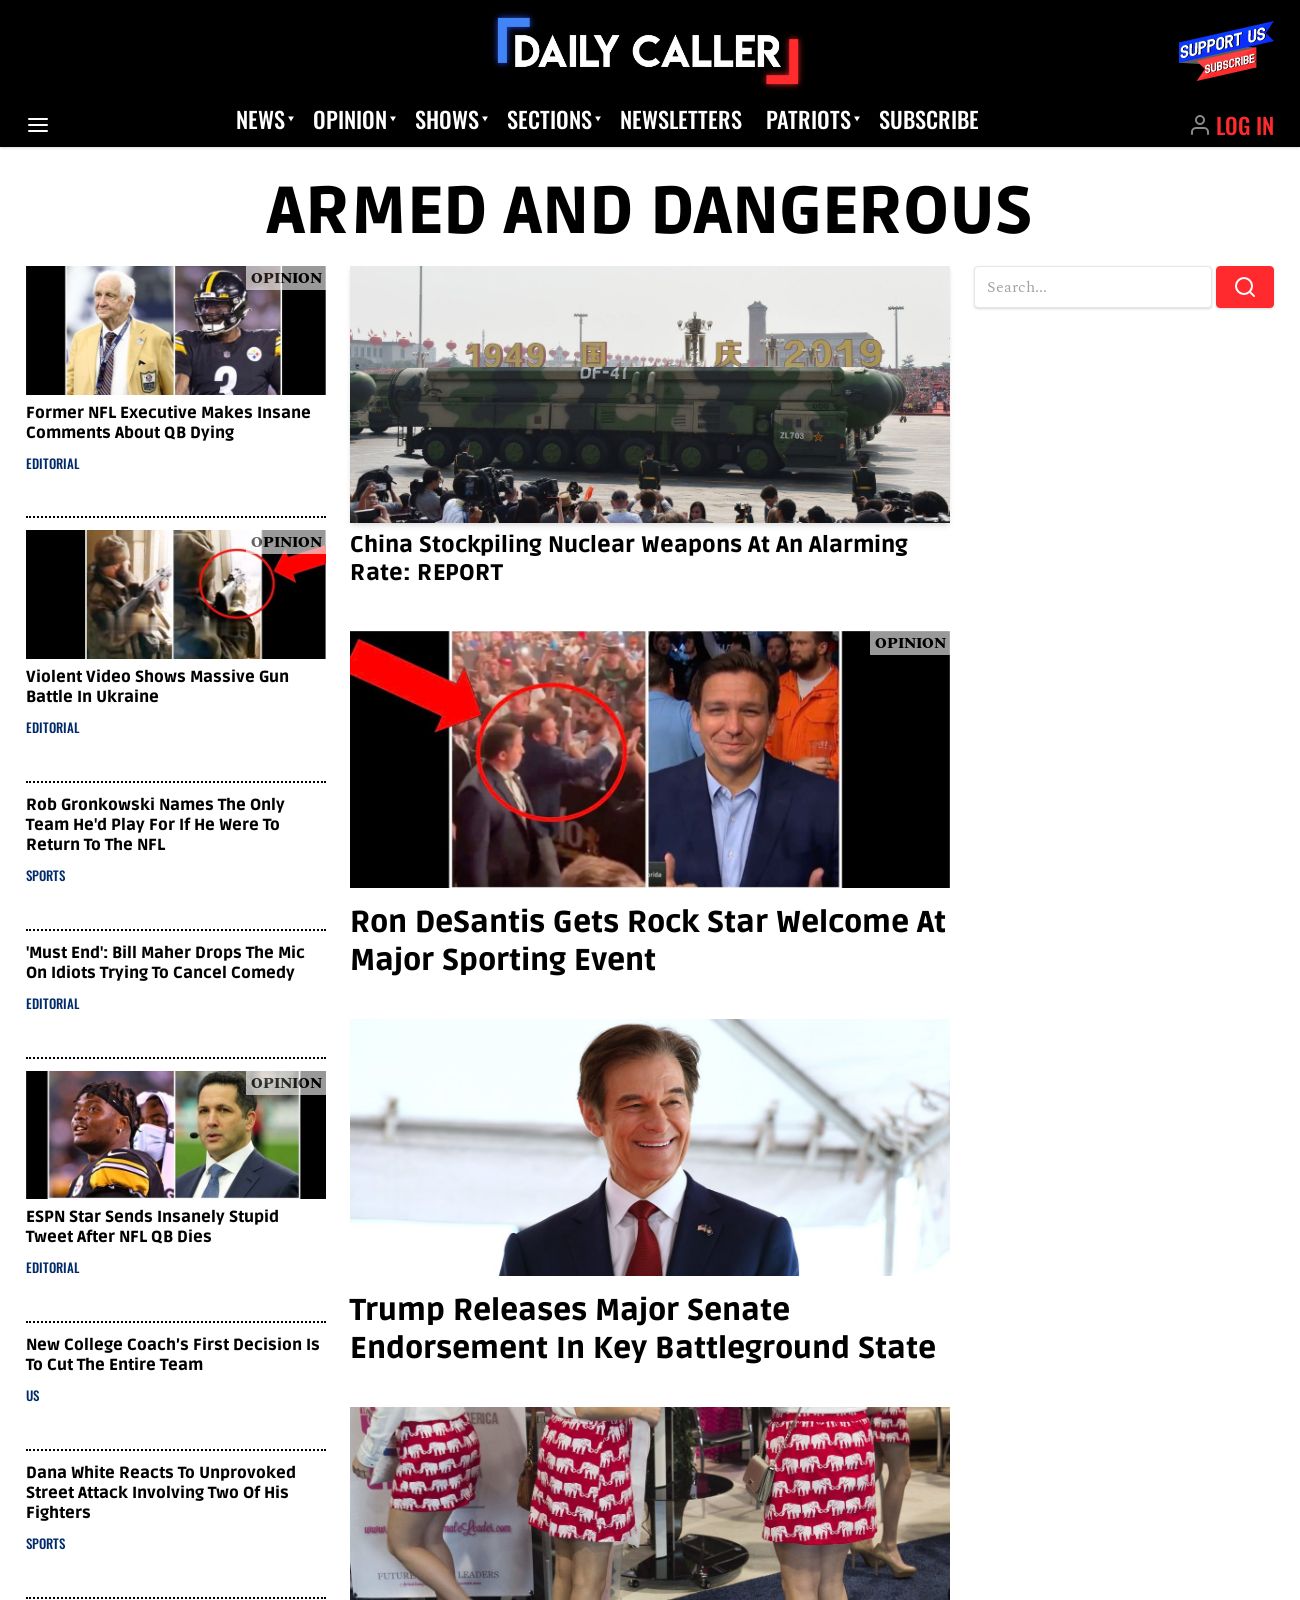 DAILY CALLER
SUPPORT US
SUBSCRIBE
NEWS
OPINION
SHOWS
SECTIONS
NEWSLETTERS
PATRIOTS
SUBSCRIBE
LOG IN
ARMED AND DANGEROUS
OPINION
3
Former NFL Executive Makes Insane
Comments About QB Dying
EDITORIAL
OPINION
Violent Video Shows Massive Gun
Battle In Ukraine
EDITORIAL
Rob Gronkowski Names The Only
Team He'd Play For If He Were To
Return To The NFL
SPORTS
'Must End': Bill Maher Drops The Mic
On Idiots Trying To Cancel Comedy
EDITORIAL
OPINION
ESPN Star Sends Insanely Stupid
Tweet After NFL QB Dies
EDITORIAL
New College Coach's First Decision Is
To Cut The Entire Team
US
Dana White Reacts To Unprovoked
Street Attack Involving Two Of His
Fighters
SPORTS
1949 国 庆 2019
DF-41
ZL703
China Stockpiling Nuclear Weapons At An Alarming
Rate: REPORT
OPINION
Ron DeSantis Gets Rock Star Welcome At
Major Sporting Event
Trump Releases Major Senate
Endorsement In Key Battleground State
FUTURE LEADERS
Search...